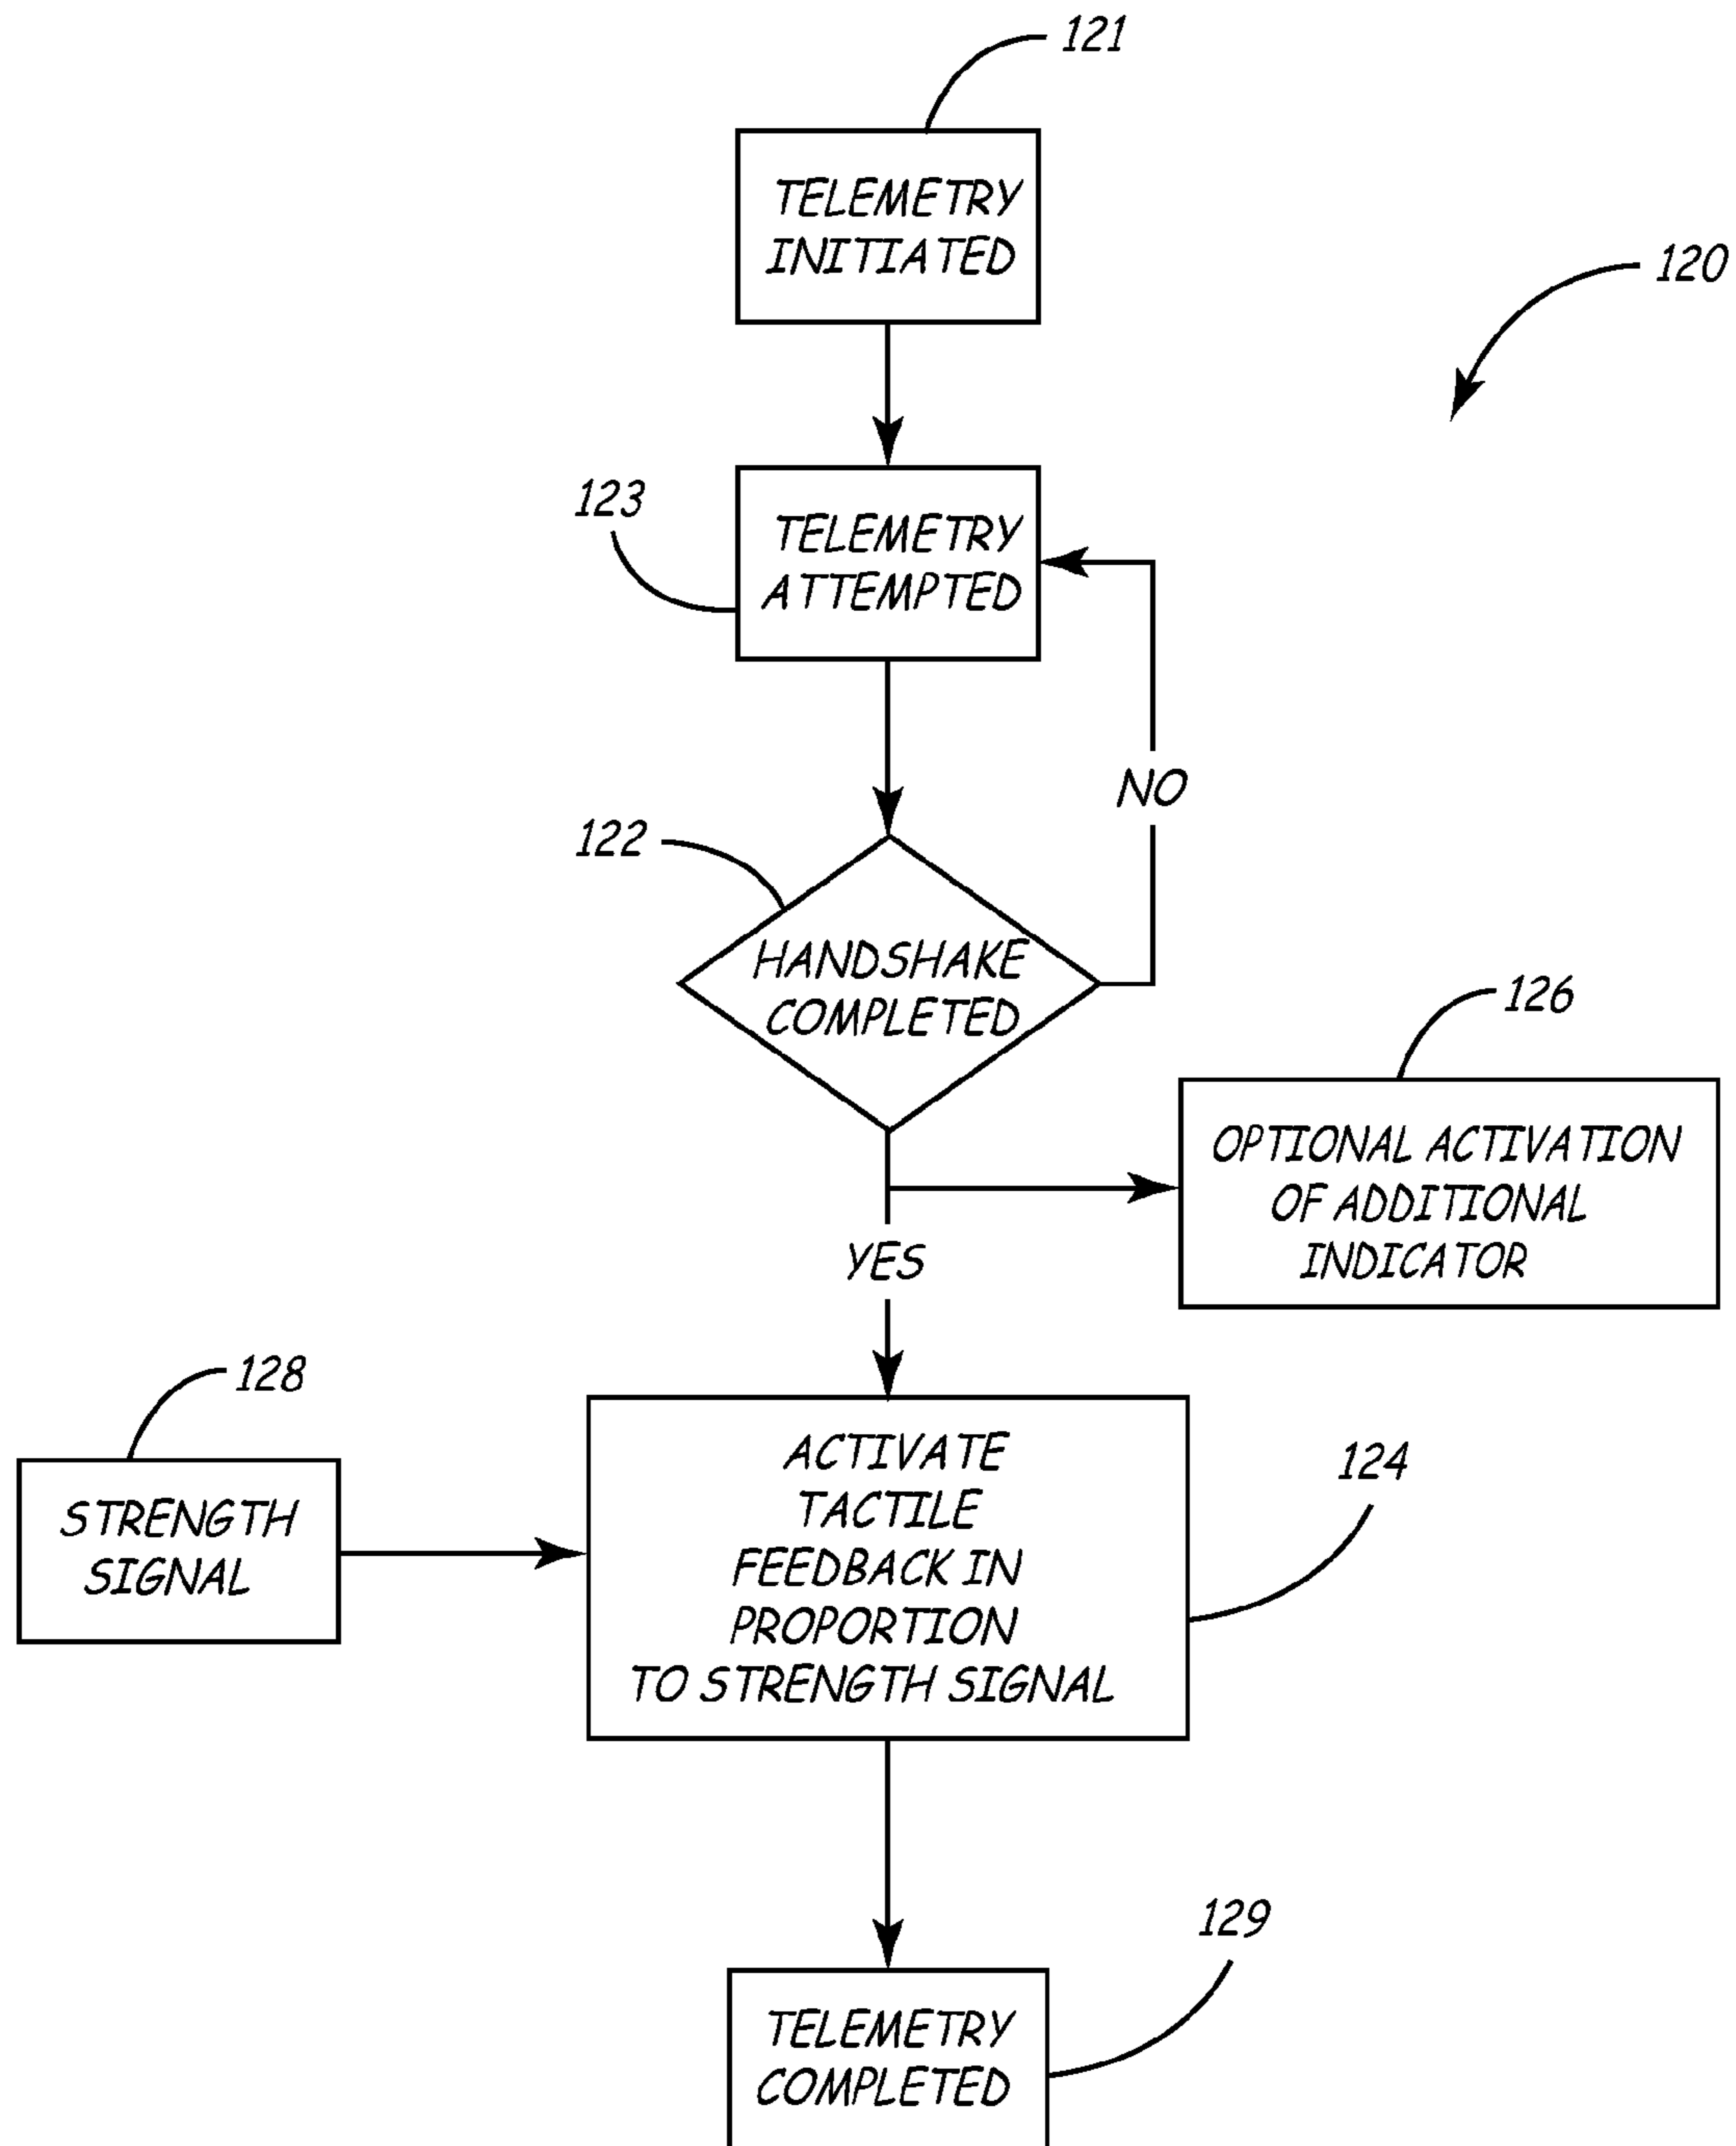 121
TELEMETRY
INITIATED
120
123
TELEMETRY
ATTEMPTED
NO
122
HANDSHAKE
COMPLETED
126
OPTIONAL ACTIVATION
OF ADDITIONAL
INDICATOR
YES
128
STRENGTH
SIGNAL
ACTIVATE
TACTILE
FEEDBACK IN
PROPORTION
TO STRENGTH SIGNAL
124
129
TELEMETRY
COMPLETED